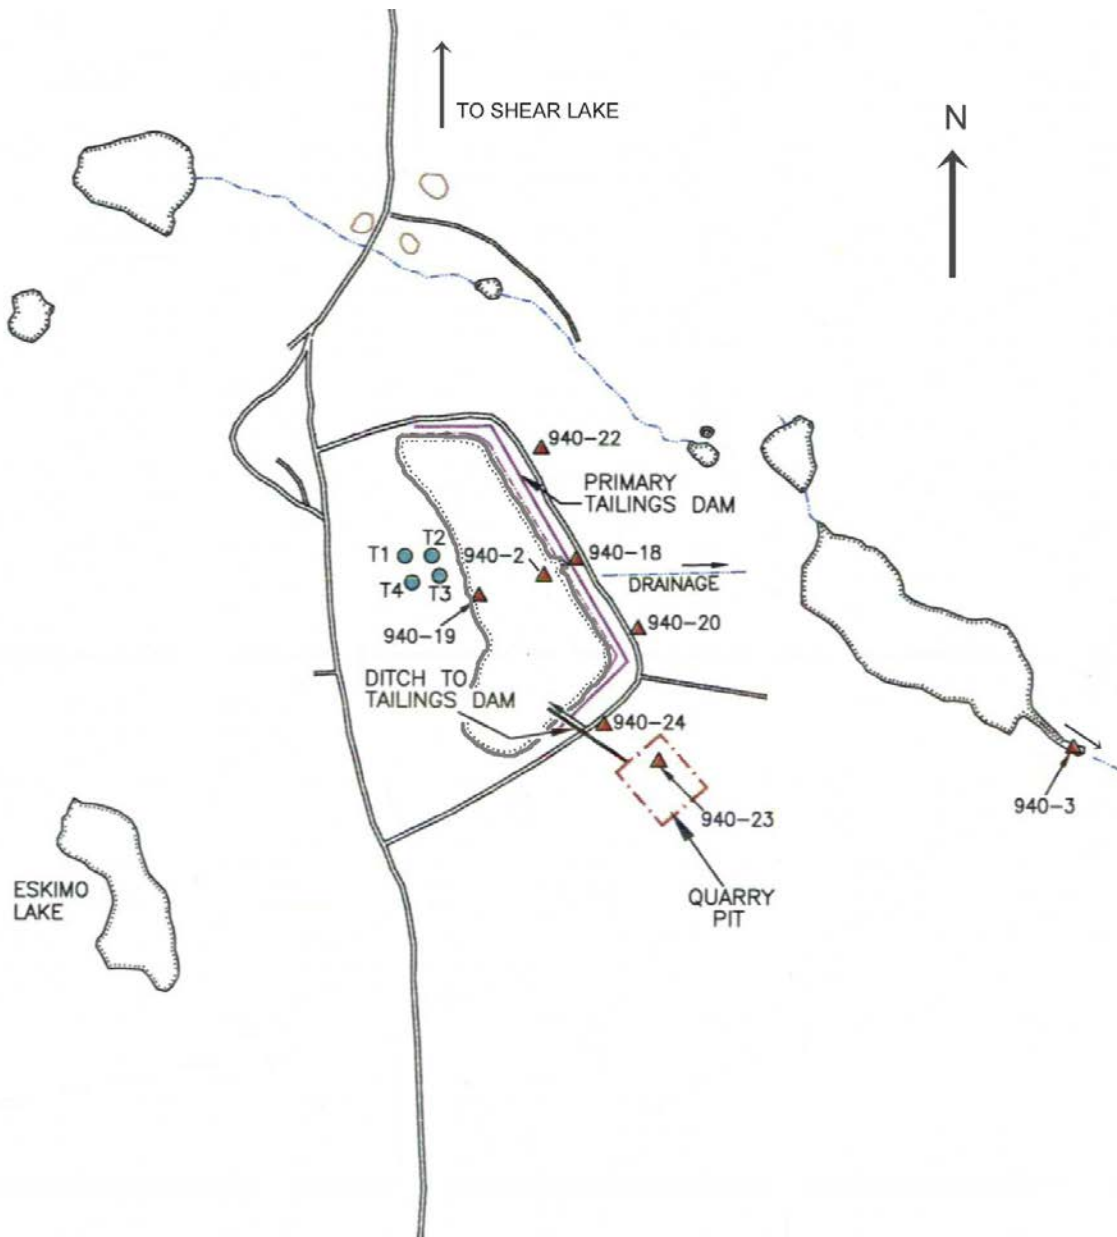 TO SHEAR LAKE
N
940-22
PRIMARY
TAILINGS DAM
T1
T2
940-2
940-18
T4
T3
DRAINAGE
940-19
940-20
DITCH TO
TAILINGS DAM
940-24
940-3
940-23
ESKIMO
LAKE
QUARRY
PIT